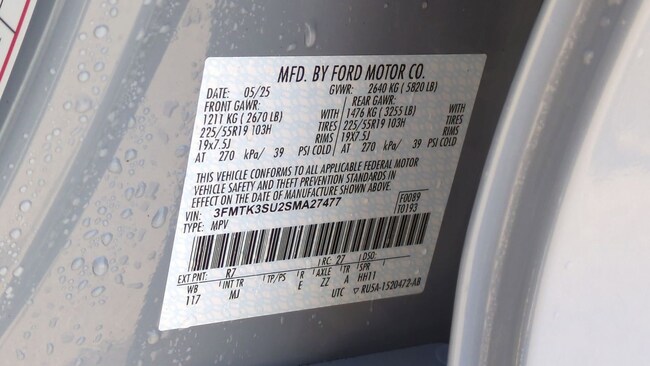 MFD. BY FORD MOTOR CO.
DATE: 05/25 GVWR: 2640 KG ( 5820 LB)
FRONT GAWR: REAR GAWR:
1211 KG ( 2670 LB) WITH 1476 KG ( 3255 LB) WITH
225/55R19 103H TIRES 225/55R19 103H TIRES
19x7.5J RIMS 19x7.5J RIMS
AT 270 kPa/ 39 PSI COLD AT 270 kPa/ 39 PSI COLD
THIS VEHICLE CONFORMS TO ALL APPLICABLE FEDERAL MOTOR
VEHICLE SAFETY AND THEFT PREVENTION STANDARDS IN
EFFECT ON THE DATE OF MANUFACTURE SHOWN ABOVE.
VIN: 3FMTK3SU2SMA27477 F0089
TYPE: MPV T0193
EXT PNT: R7 RC: 27 DSO:
WB INT TR TP/PS R AXLE TR SPR
117 MJ E ZZ A HH11
UTC ▽ RU5A-1520472-AB